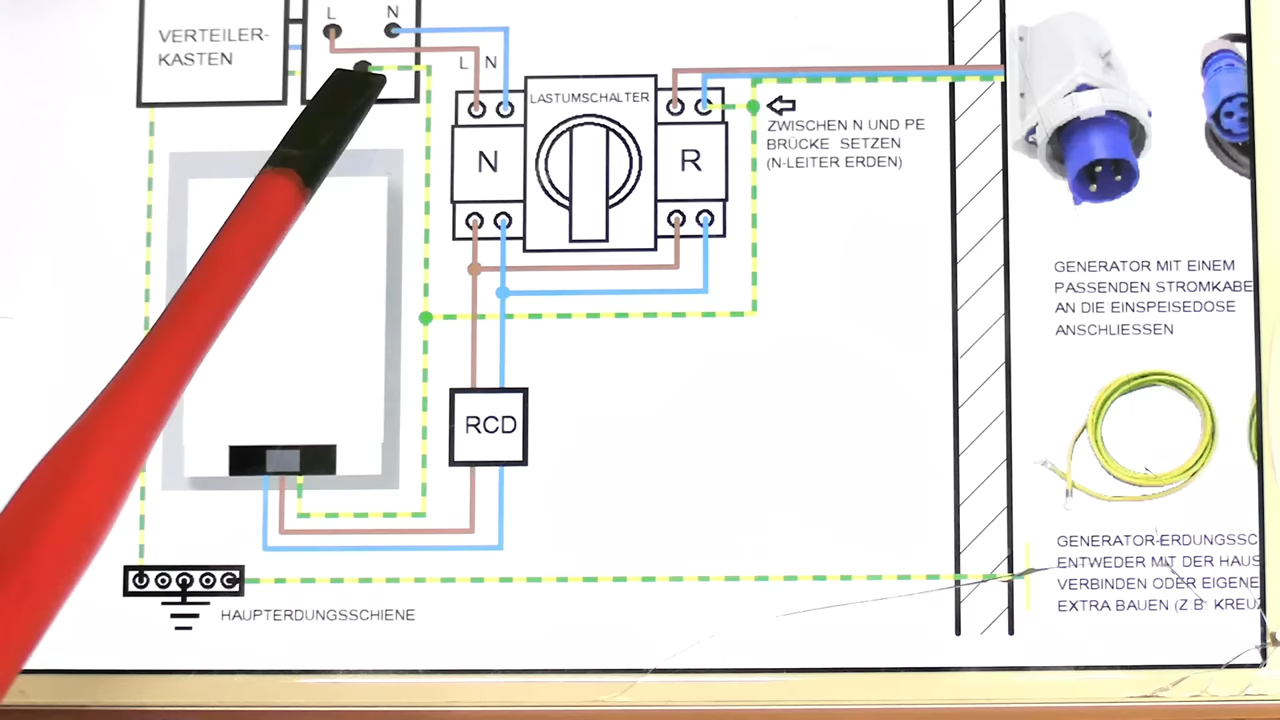 VERTEILER-
KASTEN
L N
L N
LASTUMSCHALTER
N
R
ZWISCHEN N UND PE
BRÜCKE SETZEN
(N-LEITER ERDEN)
RCD
HAUPTERDUNGSSCHIENE
GENERATOR MIT EINEM
PASSENDEN STROMKABE
AN DIE EINSPEISEDOSE
ANSCHLIESSEN
GENERATOR-ERDUNGSSC
ENTWEDER MIT DER HAUS
VERBINDEN ODER EIGENE
EXTRA BAUEN (Z.B. KREUZ